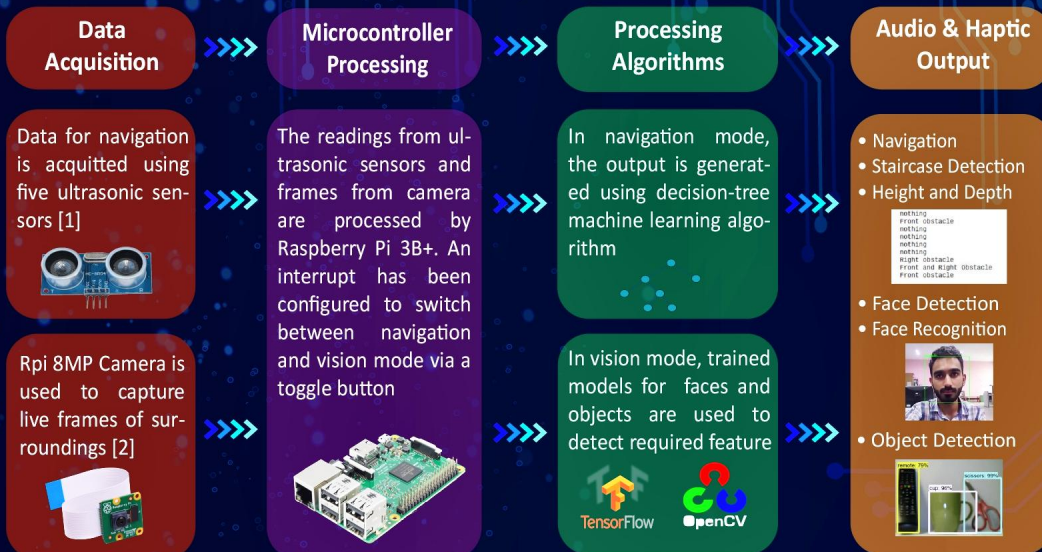 Data
Acquisition
Microcontroller
Processing
Processing
Algorithms
Audio & Haptic
Output
Data for navigation
is acquitted using
five ultrasonic sen-
sors [1]
Rpi 8MP Camera is
used to capture
live frames of sur-
roundings [2]
The readings from ul-
trasonic sensors and
frames from camera
are processed by
Raspberry Pi 3B+. An
interrupt has been
configured to switch
between navigation
and vision mode via a
toggle button
In navigation mode,
the output is generat-
ed using decision-tree
machine learning algo-
rithm
In vision mode, trained
models for faces and
objects are used to
detect required feature
TensorFlow
OpenCV
• Navigation
• Staircase Detection
• Height and Depth
nothing
Front obstacle
nothing
nothing
nothing
nothing
Right obstacle
Front and Right Obstacle
Front obstacle
• Face Detection
• Face Recognition
• Object Detection
remote 79%
cup 98%
scissors 99%